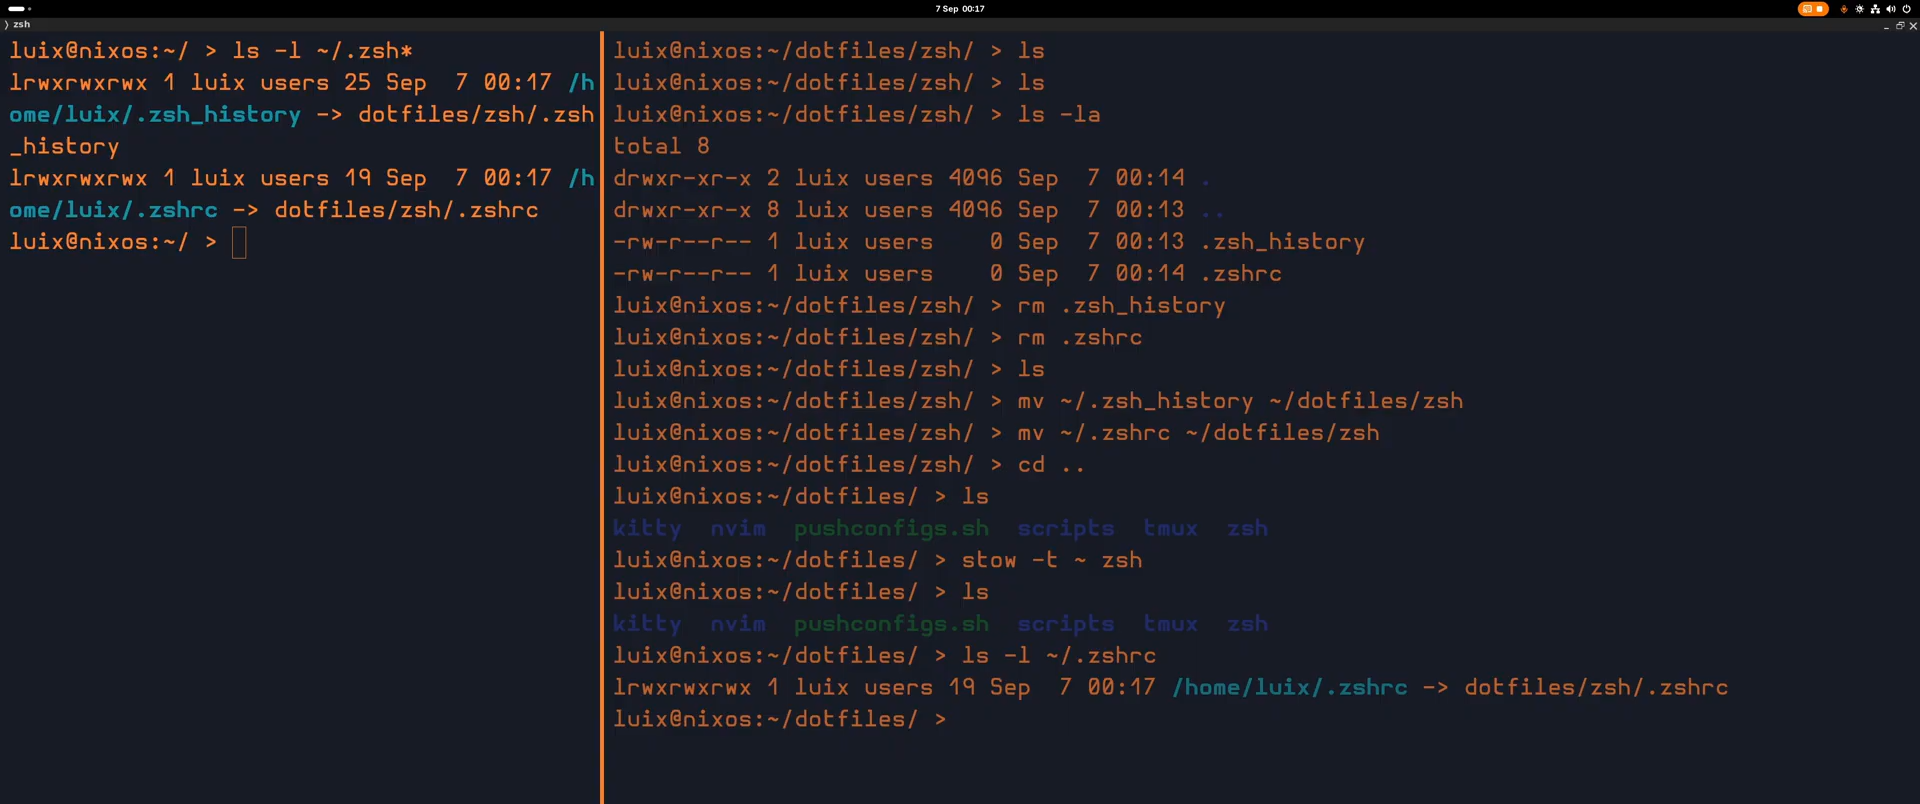 7 Sep 00:17
❭ zsh
luix@nixos:~/ > ls -l ~/.zsh*
lrwxrwxrwx 1 luix users 25 Sep  7 00:17 /h
ome/luix/.zsh_history -> dotfiles/zsh/.zsh
_history
lrwxrwxrwx 1 luix users 19 Sep  7 00:17 /h
ome/luix/.zshrc -> dotfiles/zsh/.zshrc
luix@nixos:~/ >
luix@nixos:~/dotfiles/zsh/ > ls
luix@nixos:~/dotfiles/zsh/ > ls
luix@nixos:~/dotfiles/zsh/ > ls -la
total 8
drwxr-xr-x 2 luix users 4096 Sep  7 00:14 .
drwxr-xr-x 8 luix users 4096 Sep  7 00:13 ..
-rw-r--r-- 1 luix users    0 Sep  7 00:13 .zsh_history
-rw-r--r-- 1 luix users    0 Sep  7 00:14 .zshrc
luix@nixos:~/dotfiles/zsh/ > rm .zsh_history
luix@nixos:~/dotfiles/zsh/ > rm .zshrc
luix@nixos:~/dotfiles/zsh/ > ls
luix@nixos:~/dotfiles/zsh/ > mv ~/.zsh_history ~/dotfiles/zsh
luix@nixos:~/dotfiles/zsh/ > mv ~/.zshrc ~/dotfiles/zsh
luix@nixos:~/dotfiles/zsh/ > cd ..
luix@nixos:~/dotfiles/ > ls
kitty  nvim  pushconfigs.sh  scripts  tmux  zsh
luix@nixos:~/dotfiles/ > stow -t ~ zsh
luix@nixos:~/dotfiles/ > ls
kitty  nvim  pushconfigs.sh  scripts  tmux  zsh
luix@nixos:~/dotfiles/ > ls -l ~/.zshrc
lrwxrwxrwx 1 luix users 19 Sep  7 00:17 /home/luix/.zshrc -> dotfiles/zsh/.zshrc
luix@nixos:~/dotfiles/ >